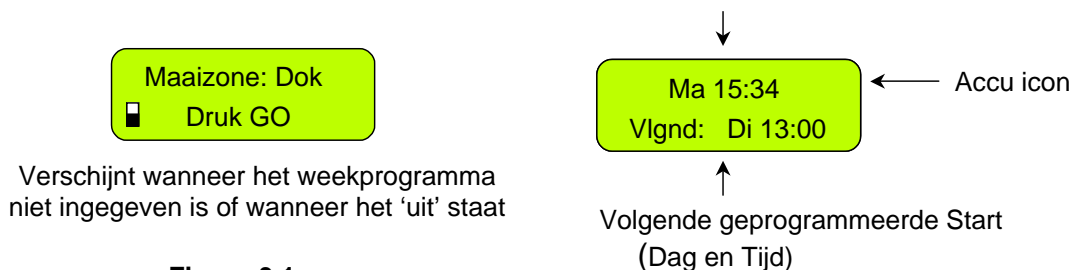 Maaizone: Dok
Druk GO
Verschijnt wanneer het weekprogramma
niet ingegeven is of wanneer het ‘uit’ staat
Ma 15:34
Vlgnd: Di 13:00
Accu icon
Volgende geprogrammeerde Start
(Dag en Tijd)